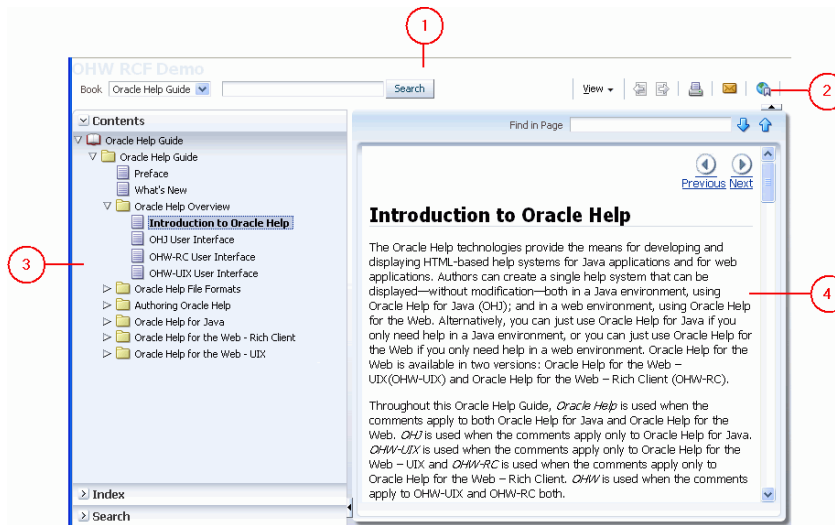 1
OHW RCF Demo
Book Oracle Help Guide Search View
2
Contents
Find in Page
Oracle Help Guide
Oracle Help Guide
Preface
What's New
Oracle Help Overview
Introduction to Oracle Help
OHJ User Interface
OHW-RC User Interface
OHW-UIX User Interface
Oracle Help File Formats
Authoring Oracle Help
Oracle Help for Java
Oracle Help for the Web - Rich Client
Oracle Help for the Web - UIX
3
Index
Search
Previous Next
Introduction to Oracle Help
The Oracle Help technologies provide the means for developing and
displaying HTML-based help systems for Java applications and for web
applications. Authors can create a single help system that can be
displayed—without modification—both in a Java environment, using
Oracle Help for Java (OHJ); and in a web environment, using Oracle Help
for the Web. Alternatively, you can just use Oracle Help for Java if you
only need help in a Java environment, or you can just use Oracle Help for
the Web if you only need help in a web environment. Oracle Help for the
Web is available in two versions: Oracle Help for the Web –
UIX(OHW-UIX) and Oracle Help for the Web – Rich Client (OHW-RC).
4
Throughout this Oracle Help Guide, Oracle Help is used when the
comments apply to both Oracle Help for Java and Oracle Help for the
Web. OHJ is used when the comments apply only to Oracle Help for Java.
OHW-UIX is used when the comments apply only to Oracle Help for the
Web – UIX and OHW-RC is used when the comments apply only to
Oracle Help for the Web – Rich Client. OHW is used when the comments
apply to OHW-UIX and OHW-RC both.